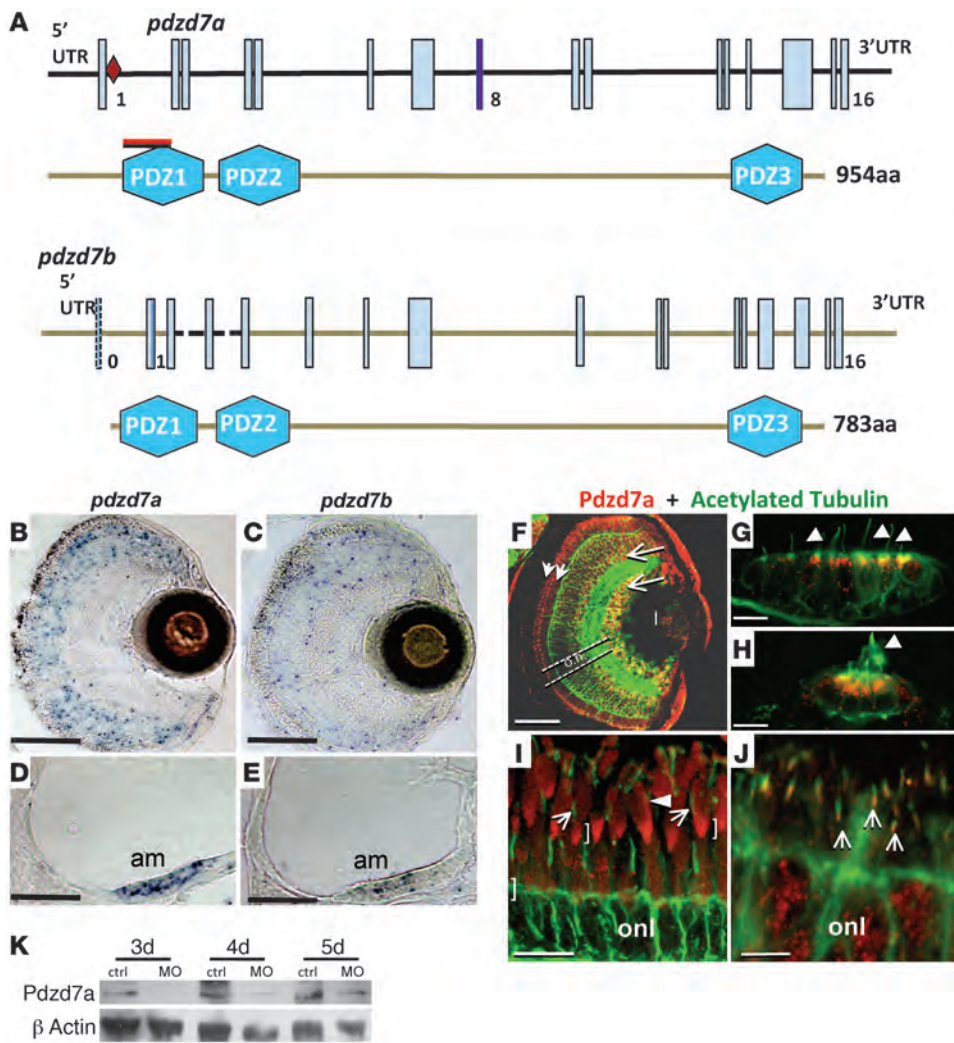 A
pdzd7a
5’
UTR
1
8
3’UTR
16
PDZ1
PDZ2
PDZ3
954aa
pdzd7b
5’
UTR
0
1
3’UTR
16
PDZ1
PDZ2
PDZ3
783aa
pdzd7a
pdzd7b
Pdzd7a + Acetylated Tubulin
B
C
F
o.n.
l
G
H
D
am
E
am
I
]
]
onl
J
onl
K
3d
4d
5d
ctrl MO ctrl MO ctrl MO
Pdzd7a
β Actin